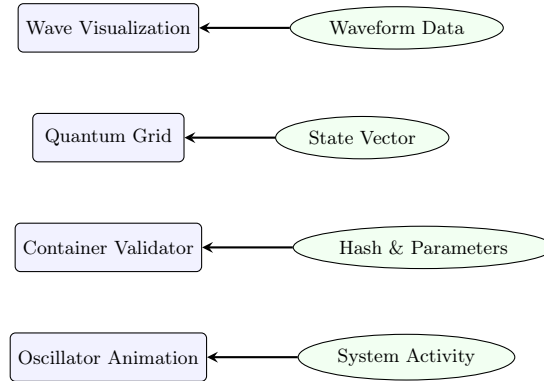 Wave Visualization
Waveform Data
Quantum Grid
State Vector
Container Validator
Hash & Parameters
Oscillator Animation
System Activity